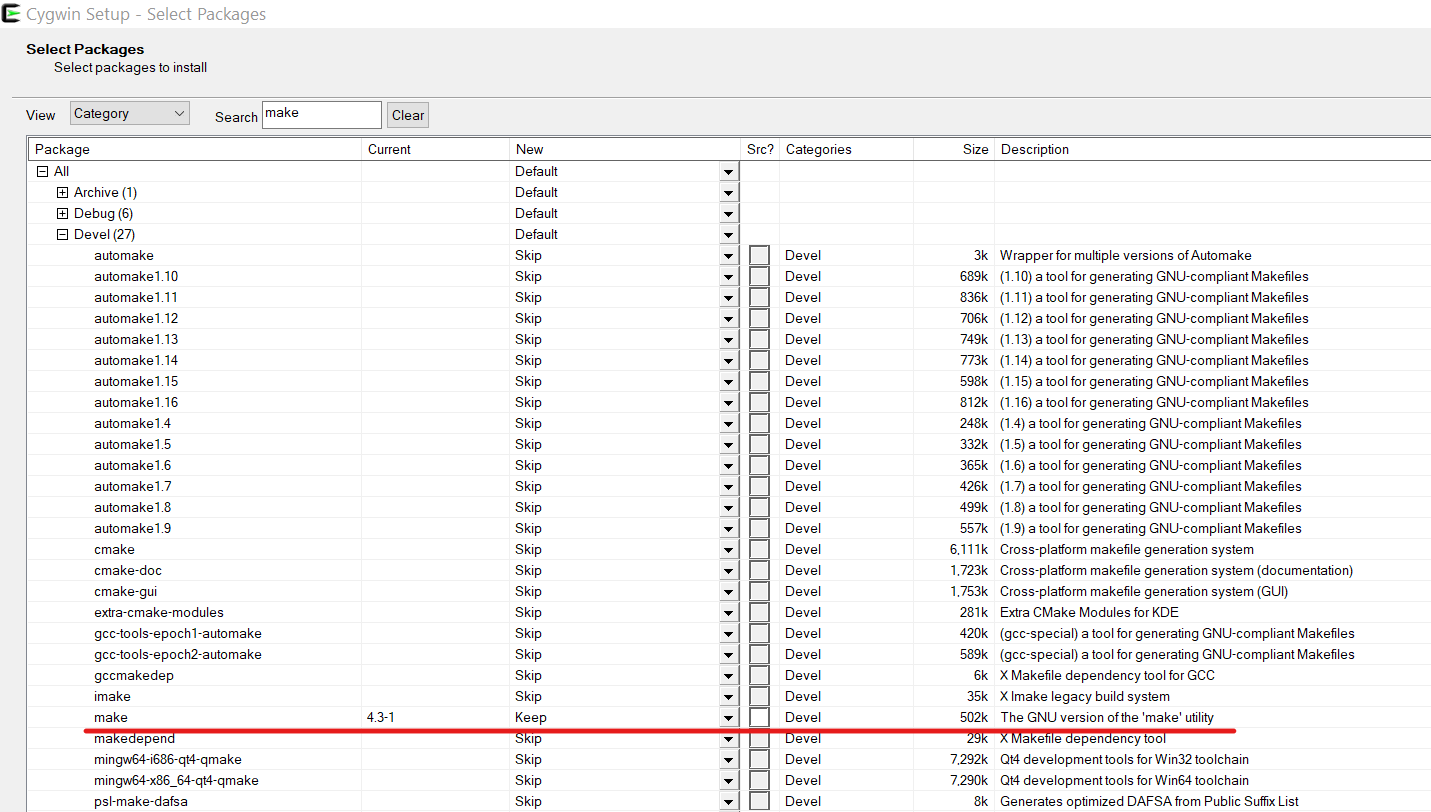 Cygwin Setup - Select Packages
Select Packages
Select packages to install
View Category Search make Clear
Package Current New Src? Categories Size Description
All Default
Archive (1) Default
Debug (6) Default
Devel (27) Default
automake Skip Devel 3k Wrapper for multiple versions of Automake
automake1.10 Skip Devel 689k (1.10) a tool for generating GNU-compliant Makefiles
automake1.11 Skip Devel 836k (1.11) a tool for generating GNU-compliant Makefiles
automake1.12 Skip Devel 706k (1.12) a tool for generating GNU-compliant Makefiles
automake1.13 Skip Devel 749k (1.13) a tool for generating GNU-compliant Makefiles
automake1.14 Skip Devel 773k (1.14) a tool for generating GNU-compliant Makefiles
automake1.15 Skip Devel 598k (1.15) a tool for generating GNU-compliant Makefiles
automake1.16 Skip Devel 812k (1.16) a tool for generating GNU-compliant Makefiles
automake1.4 Skip Devel 248k (1.4) a tool for generating GNU-compliant Makefiles
automake1.5 Skip Devel 332k (1.5) a tool for generating GNU-compliant Makefiles
automake1.6 Skip Devel 365k (1.6) a tool for generating GNU-compliant Makefiles
automake1.7 Skip Devel 426k (1.7) a tool for generating GNU-compliant Makefiles
automake1.8 Skip Devel 499k (1.8) a tool for generating GNU-compliant Makefiles
automake1.9 Skip Devel 557k (1.9) a tool for generating GNU-compliant Makefiles
cmake Skip Devel 6,111k Cross-platform makefile generation system
cmake-doc Skip Devel 1,723k Cross-platform makefile generation system (documentation)
cmake-gui Skip Devel 1,753k Cross-platform makefile generation system (GUI)
extra-cmake-modules Skip Devel 281k Extra CMake Modules for KDE
gcc-tools-epoch1-automake Skip Devel 420k (gcc-special) a tool for generating GNU-compliant Makefiles
gcc-tools-epoch2-automake Skip Devel 589k (gcc-special) a tool for generating GNU-compliant Makefiles
gccmakedep Skip Devel 6k X Makefile dependency tool for GCC
imake Skip Devel 35k X Imake legacy build system
make 4.3-1 Keep Devel 502k The GNU version of the 'make' utility
makedepend Skip Devel 29k X Makefile dependency tool
mingw64-i686-qt4-qmake Skip Devel 7,292k Qt4 development tools for Win32 toolchain
mingw64-x86_64-qt4-qmake Skip Devel 7,290k Qt4 development tools for Win64 toolchain
psl-make-dafsa Skip Devel 8k Generates optimized DAFSA from Public Suffix List